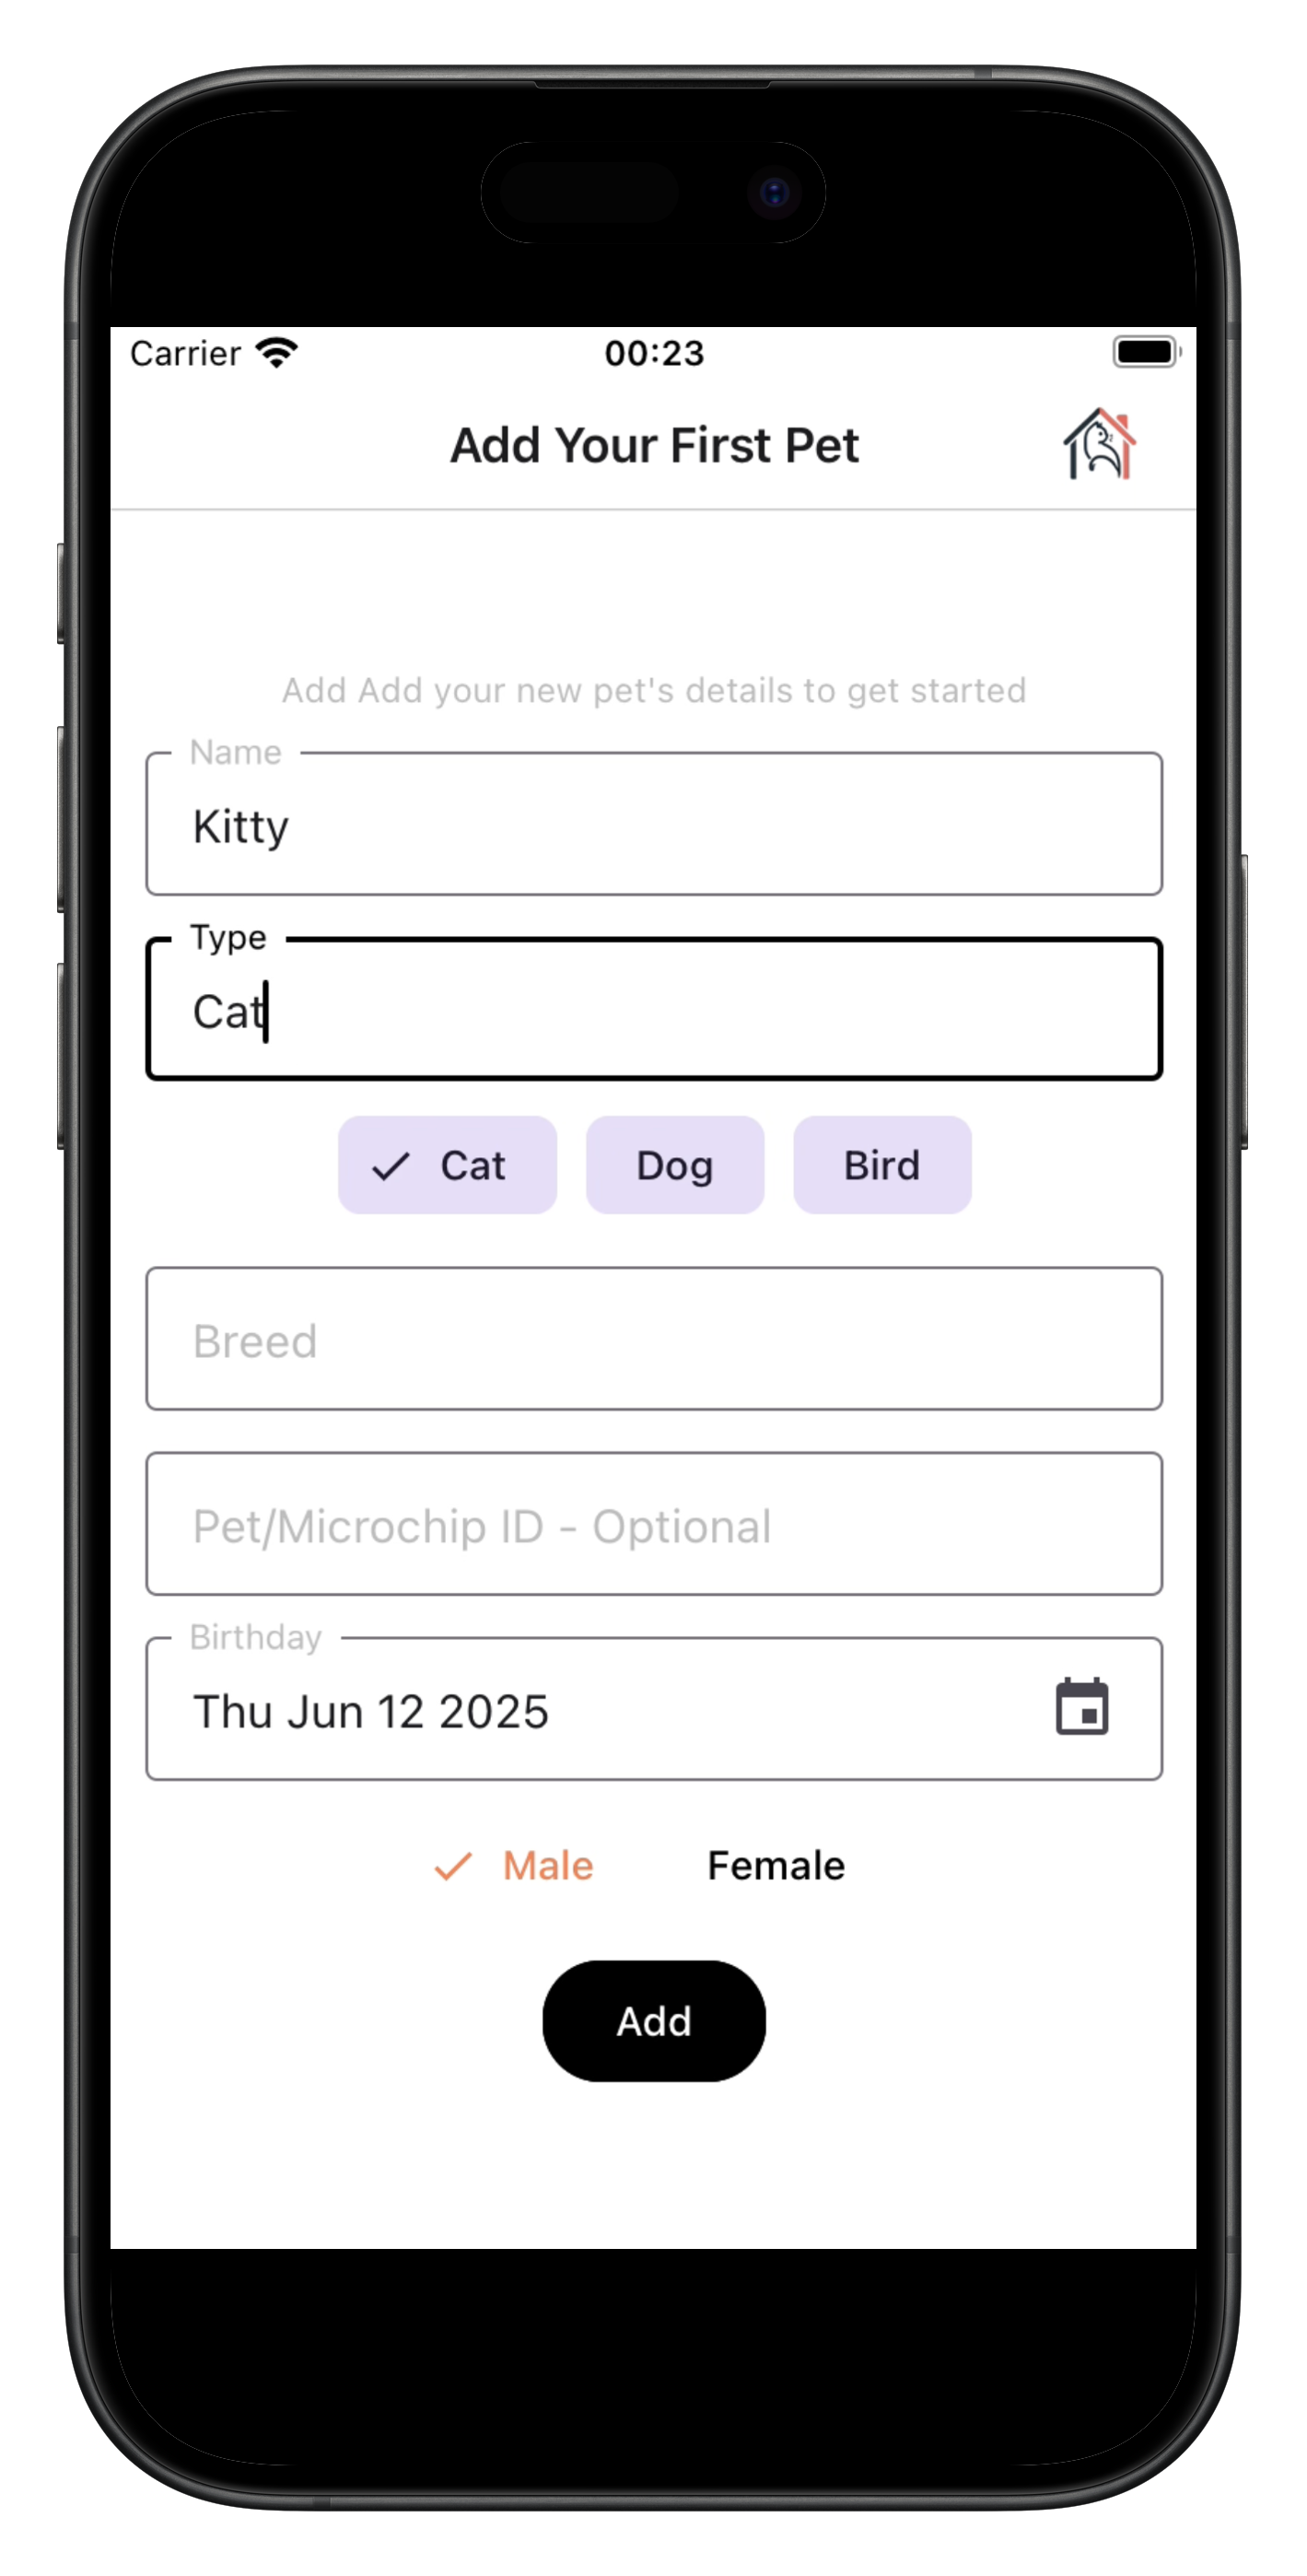 Carrier 00:23
Add Your First Pet
Add Add your new pet's details to get started
Name
Kitty
Type
Cat
Cat Dog Bird
Breed
Pet/Microchip ID - Optional
Birthday
Thu Jun 12 2025
Male Female
Add